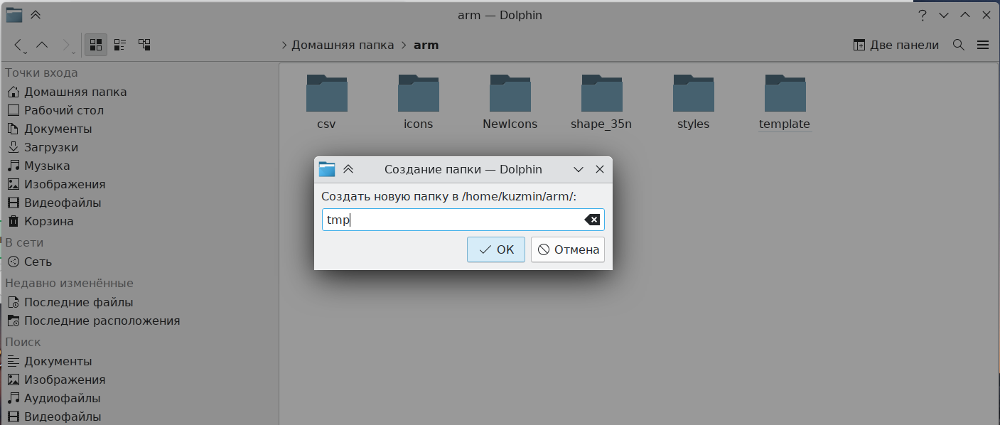 arm — Dolphin
Домашняя папка arm
Две панели
Точки входа
Домашняя папка
Рабочий стол
Документы
Загрузки
Музыка
Изображения
Видеофайлы
Корзина
В сети
Сеть
Недавно изменённые
Последние файлы
Последние расположения
Поиск
Документы
Изображения
Аудиофайлы
Видеофайлы
csv icons NewIcons shape_35n styles template
Создание папки — Dolphin
Создать новую папку в /home/kuzmin/arm/:
tmp
ОК Отмена